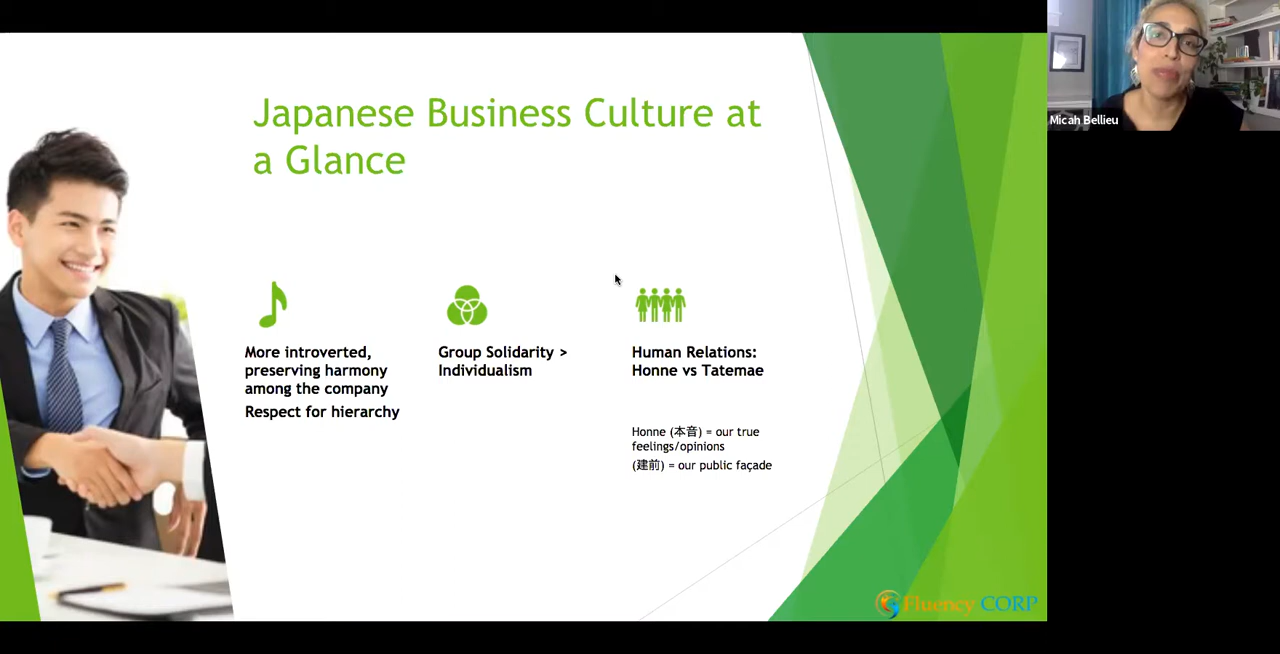 Japanese Business Culture at
a Glance
More introverted,
preserving harmony
among the company
Respect for hierarchy
Group Solidarity >
Individualism
Human Relations:
Honne vs Tatemae
Honne (本音) = our true
feelings/opinions
(建前) = our public façade
Fluency CORP
Micah Bellieu